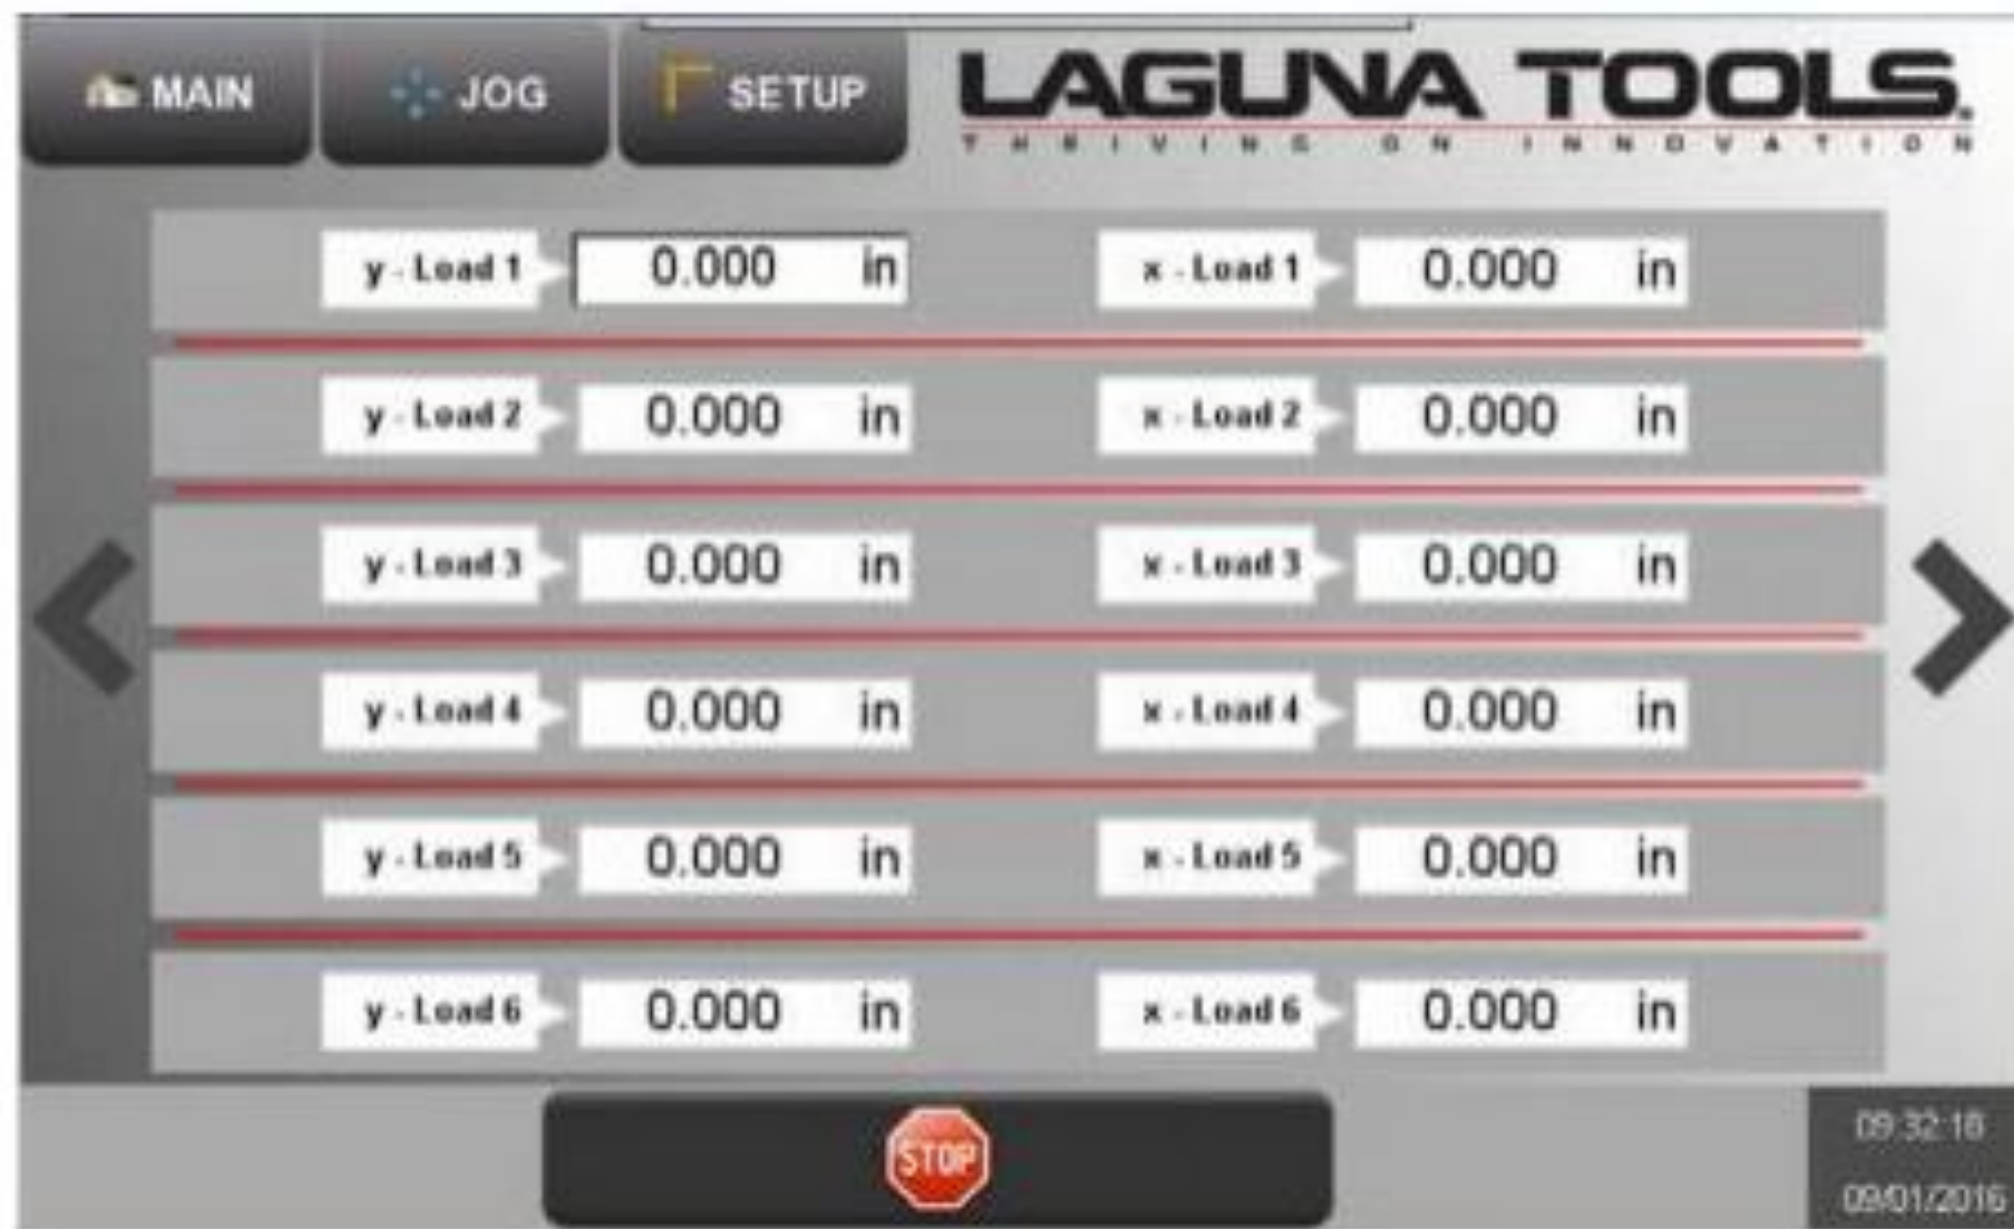 MAIN JOG SETUP LAGUNA TOOLS.
THRIVING ON INNOVATION
y - Load 1 0.000 in x - Load 1 0.000 in
y - Load 2 0.000 in x - Load 2 0.000 in
y - Load 3 0.000 in x - Load 3 0.000 in
y - Load 4 0.000 in x - Load 4 0.000 in
y - Load 5 0.000 in x - Load 5 0.000 in
y - Load 6 0.000 in x - Load 6 0.000 in
STOP
09:32:18
09/01/2016